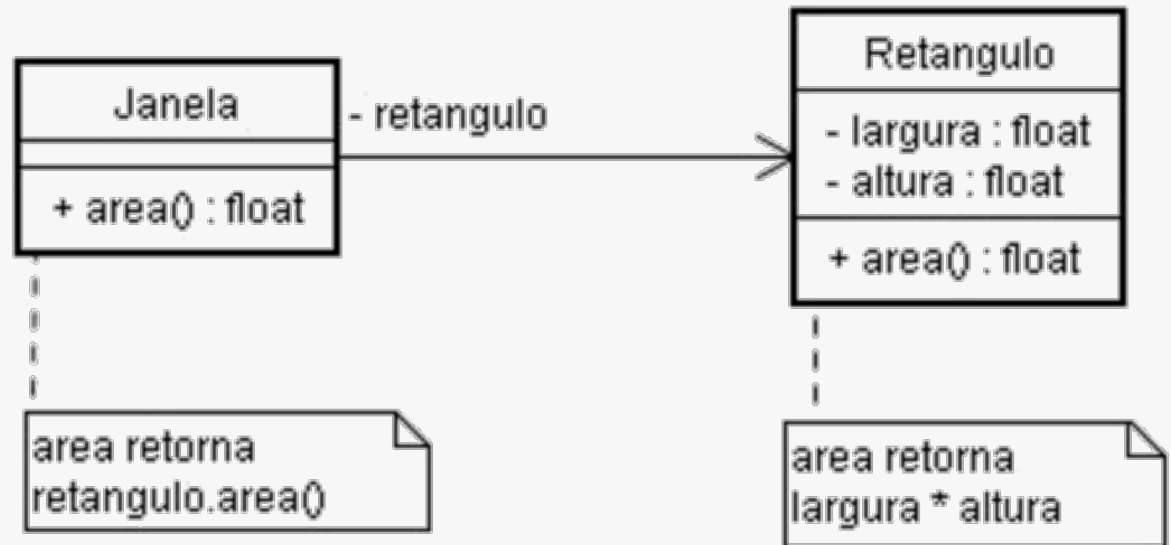 Janela
+ area() : float
- retangulo
Retangulo
- largura : float
- altura : float
+ area() : float
area retorna
retangulo.area()
area retorna
largura * altura